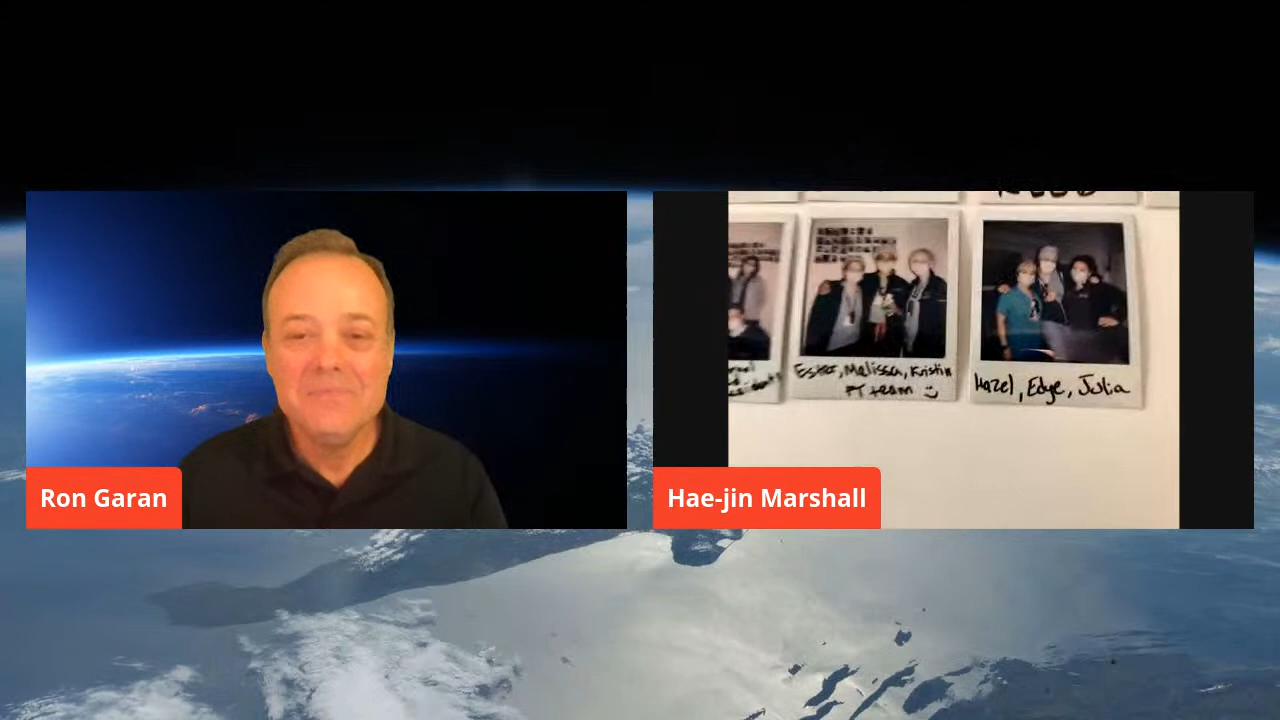 Ron Garan
Hae-jin Marshall
Ester, Melissa, Kristin
PT team
Hazel, Edye, Julia